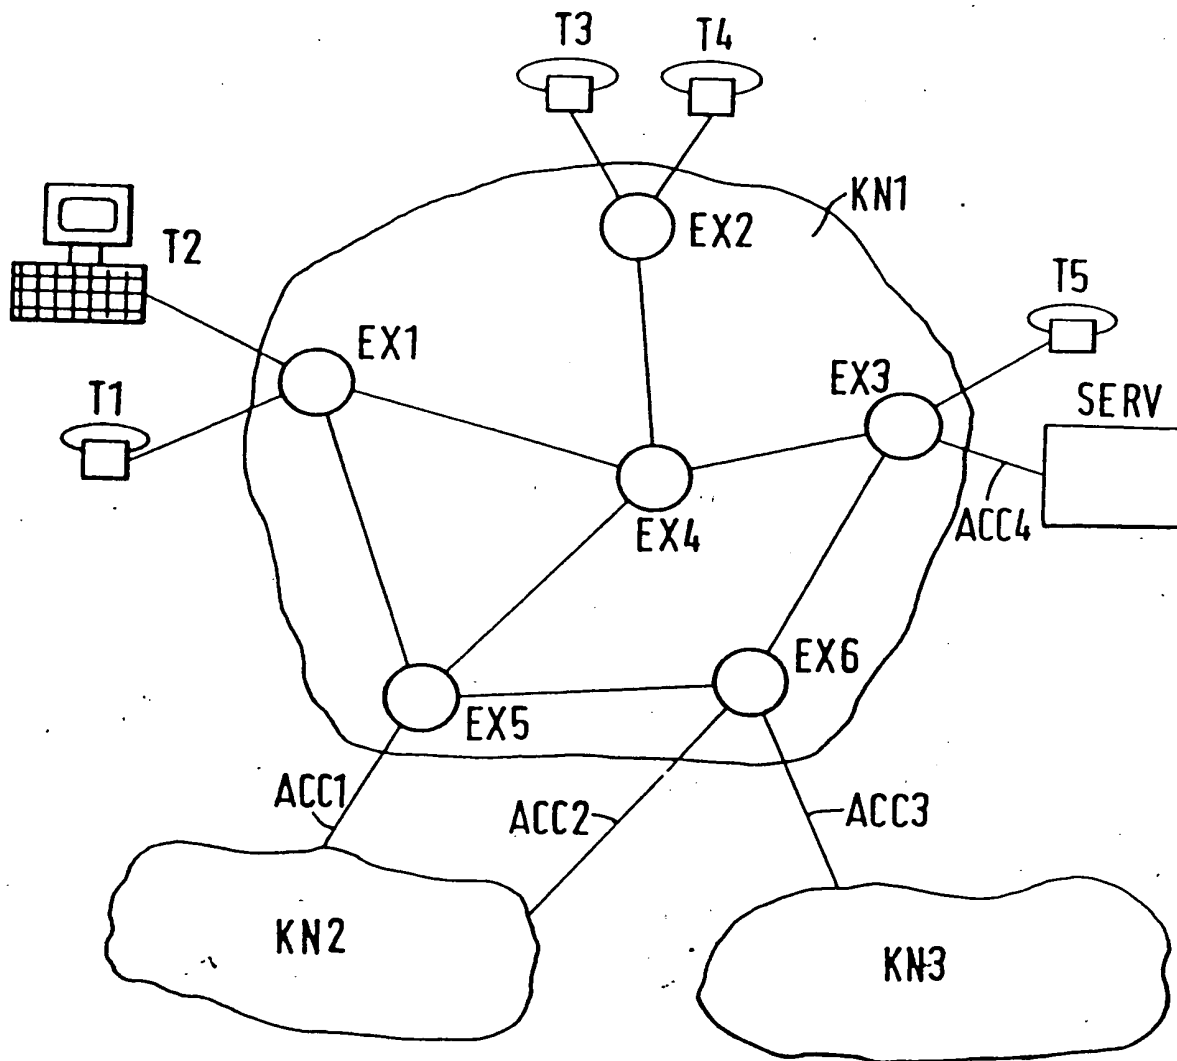 T3
T4
KN1
T2
EX2
T5
EX1
EX3
T1
SERV
EX4
ACC4
EX6
EX5
ACC1
ACC2
ACC3
KN2
KN3